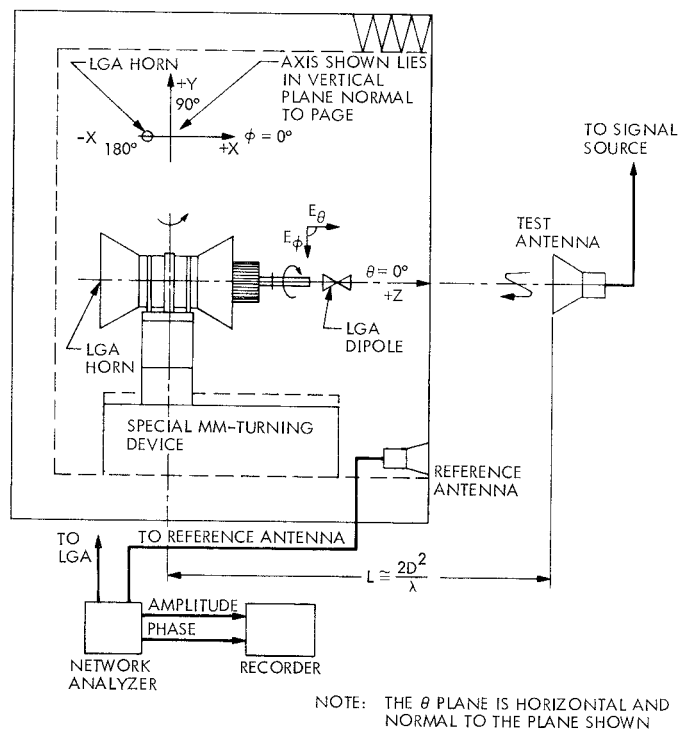 LGA HORN
AXIS SHOWN LIES
IN VERTICAL
PLANE NORMAL
TO PAGE
+Y
90°
-X
180°
+X
ϕ = 0°
TO SIGNAL
SOURCE
TEST
ANTENNA
Eθ
Eϕ
θ = 0°
+Z
LGA
DIPOLE
LGA
HORN
SPECIAL MM-TURNING
DEVICE
REFERENCE
ANTENNA
TO
LGA
TO REFERENCE ANTENNA
L ≅ 2D²/λ
AMPLITUDE
PHASE
NETWORK
ANALYZER
RECORDER
NOTE: THE θ PLANE IS HORIZONTAL AND
NORMAL TO THE PLANE SHOWN